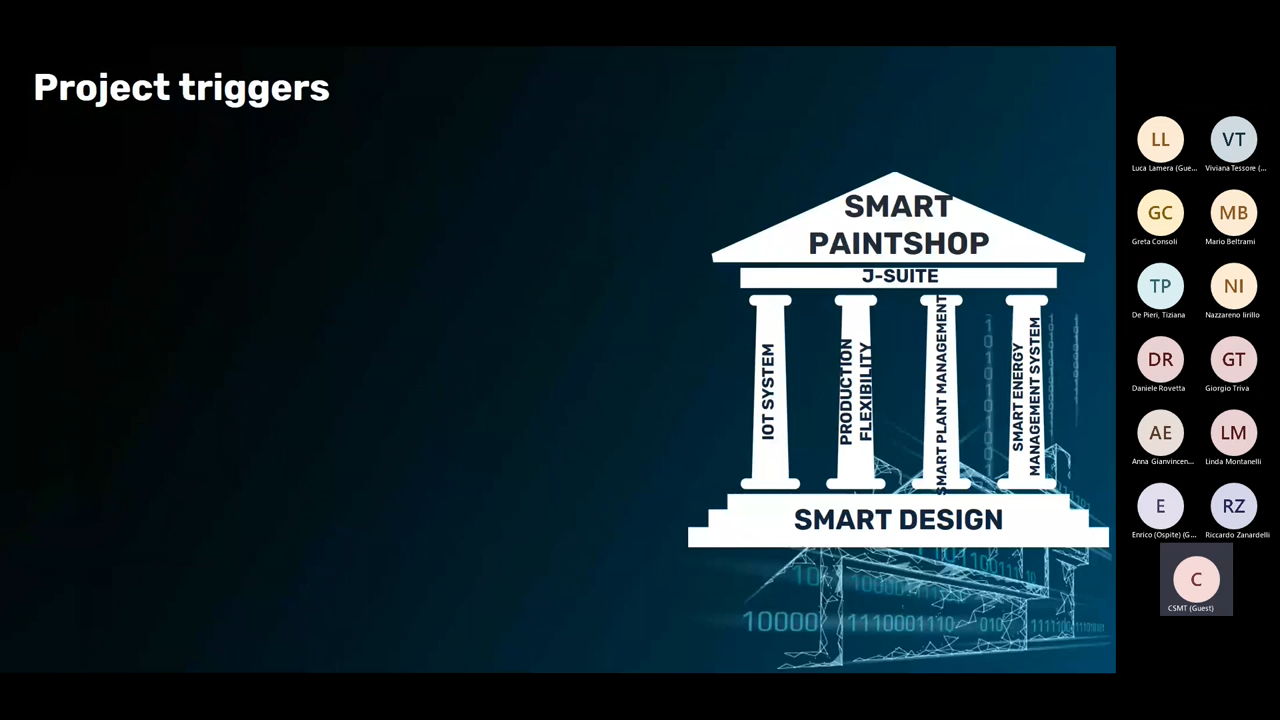 Project triggers
SMART
PAINTSHOP
J-SUITE
IOT SYSTEM
PRODUCTION
FLEXIBILITY
SMART PLANT MANAGEMENT
SMART ENERGY
MANAGEMENT SYSTEM
SMART DESIGN
10000
1110001110
010
LL
Luca Lamera (Gue...
VT
Viviana Tessore (...
GC
Greta Consoli
MB
Mario Beltrami
TP
De Pieri, Tiziana
NI
Nazzareno Iirillo
DR
Daniele Rovetta
GT
Giorgio Triva
AE
Anna Gianvincen...
LM
Linda Montanelli
E
Enrico (Ospite) (G...
RZ
Riccardo Zanardelli
C
CSMT (Guest)